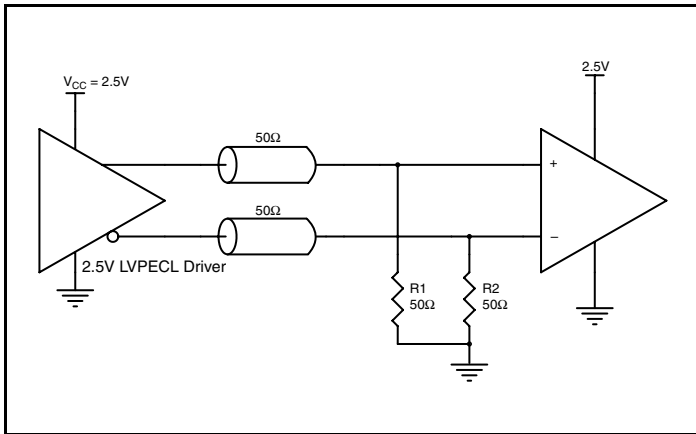 V_CC = 2.5V
2.5V
50Ω
+
50Ω
–
2.5V LVPECL Driver
R1
50Ω
R2
50Ω